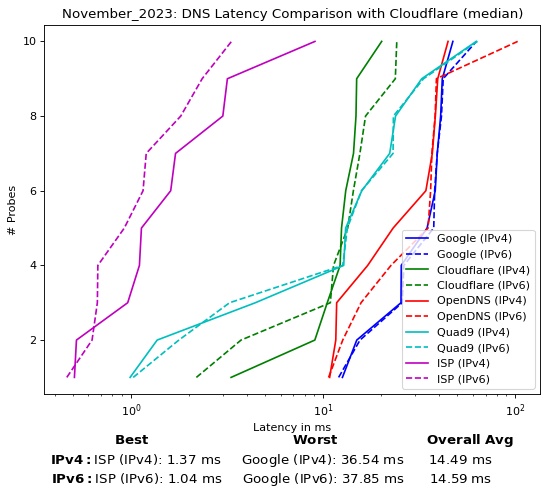 November_2023: DNS Latency Comparison with Cloudflare (median)
10
8
6
4
2
# Probes
Google (IPv4)
Google (IPv6)
Cloudflare (IPv4)
Cloudflare (IPv6)
OpenDNS (IPv4)
OpenDNS (IPv6)
Quad9 (IPv4)
Quad9 (IPv6)
ISP (IPv4)
ISP (IPv6)
10⁰ 10¹ 10²
Latency in ms
Best Worst Overall Avg
IPv4: ISP (IPv4): 1.37 ms Google (IPv4): 36.54 ms 14.49 ms
IPv6: ISP (IPv6): 1.04 ms Google (IPv6): 37.85 ms 14.59 ms